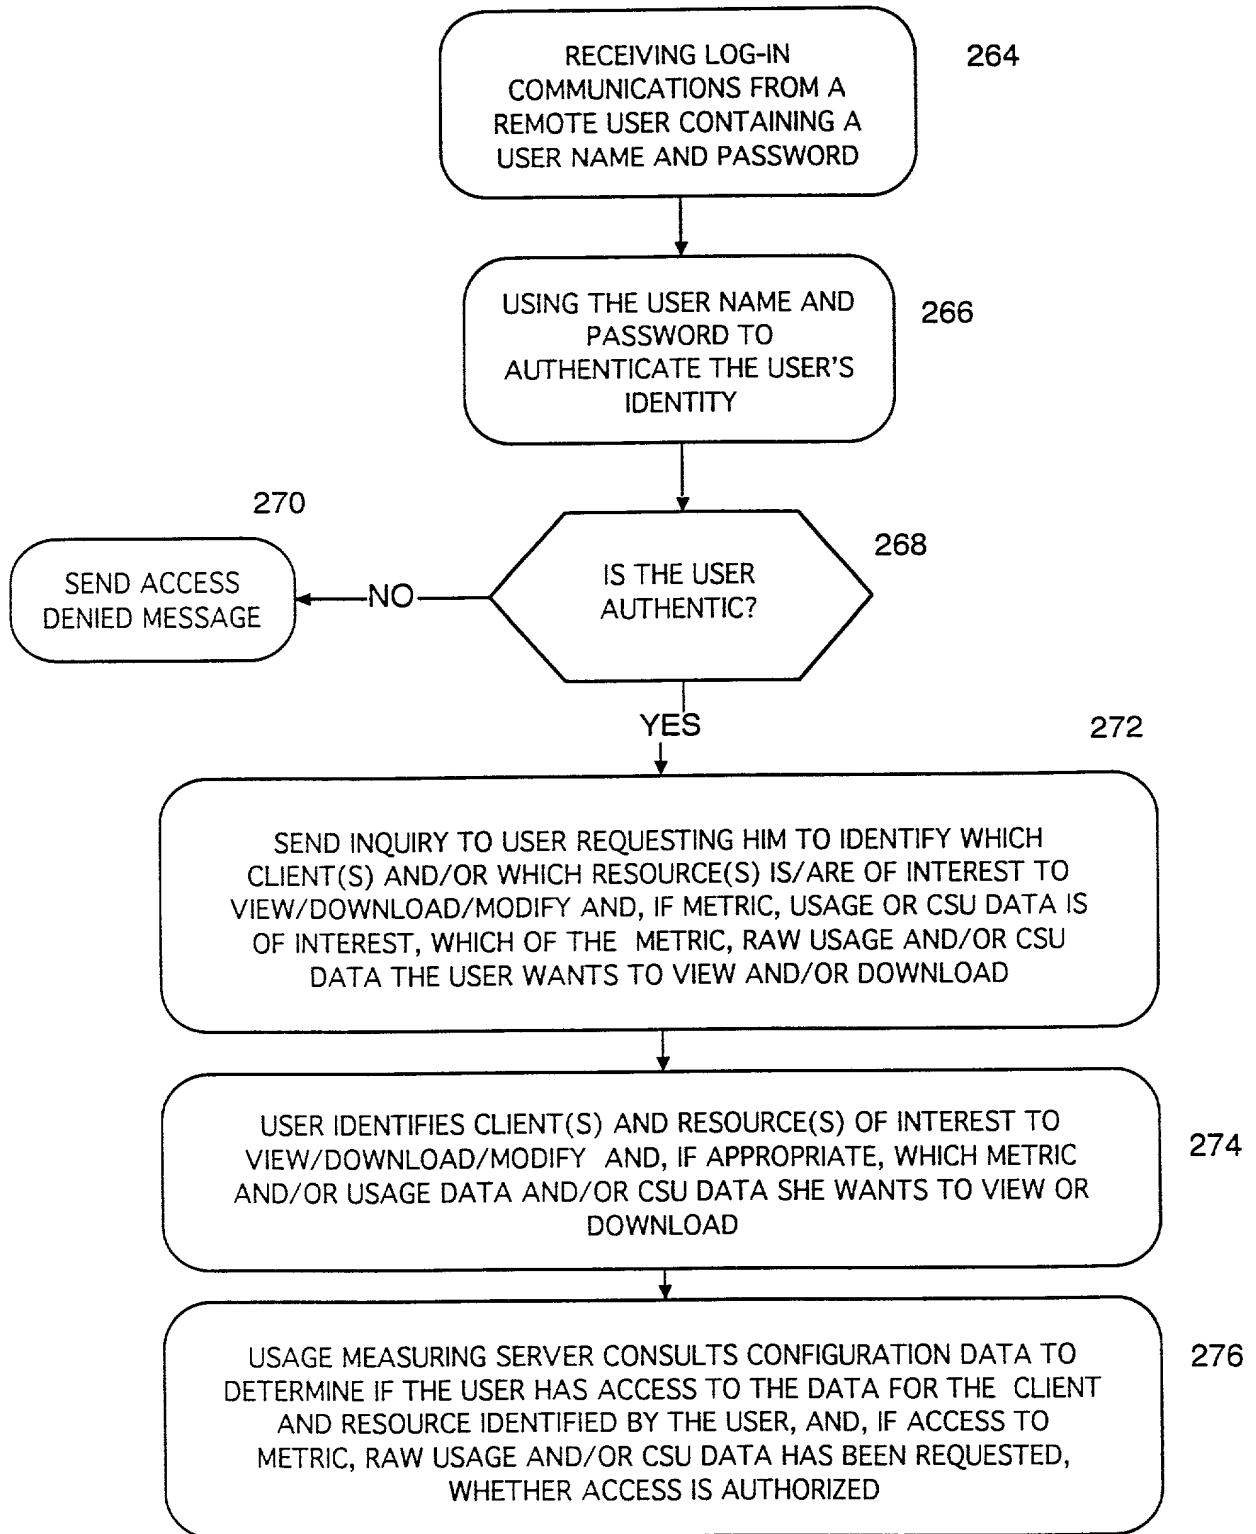 RECEIVING LOG-IN
COMMUNICATIONS FROM A
REMOTE USER CONTAINING A
USER NAME AND PASSWORD
264
USING THE USER NAME AND
PASSWORD TO
AUTHENTICATE THE USER'S
IDENTITY
266
270
SEND ACCESS
DENIED MESSAGE
NO
IS THE USER
AUTHENTIC?
268
YES
272
SEND INQUIRY TO USER REQUESTING HIM TO IDENTIFY WHICH
CLIENT(S) AND/OR WHICH RESOURCE(S) IS/ARE OF INTEREST TO
VIEW/DOWNLOAD/MODIFY AND, IF METRIC, USAGE OR CSU DATA IS
OF INTEREST, WHICH OF THE METRIC, RAW USAGE AND/OR CSU
DATA THE USER WANTS TO VIEW AND/OR DOWNLOAD
USER IDENTIFIES CLIENT(S) AND RESOURCE(S) OF INTEREST TO
VIEW/DOWNLOAD/MODIFY AND, IF APPROPRIATE, WHICH METRIC
AND/OR USAGE DATA AND/OR CSU DATA SHE WANTS TO VIEW OR
DOWNLOAD
274
USAGE MEASURING SERVER CONSULTS CONFIGURATION DATA TO
DETERMINE IF THE USER HAS ACCESS TO THE DATA FOR THE CLIENT
AND RESOURCE IDENTIFIED BY THE USER, AND, IF ACCESS TO
METRIC, RAW USAGE AND/OR CSU DATA HAS BEEN REQUESTED,
WHETHER ACCESS IS AUTHORIZED
276